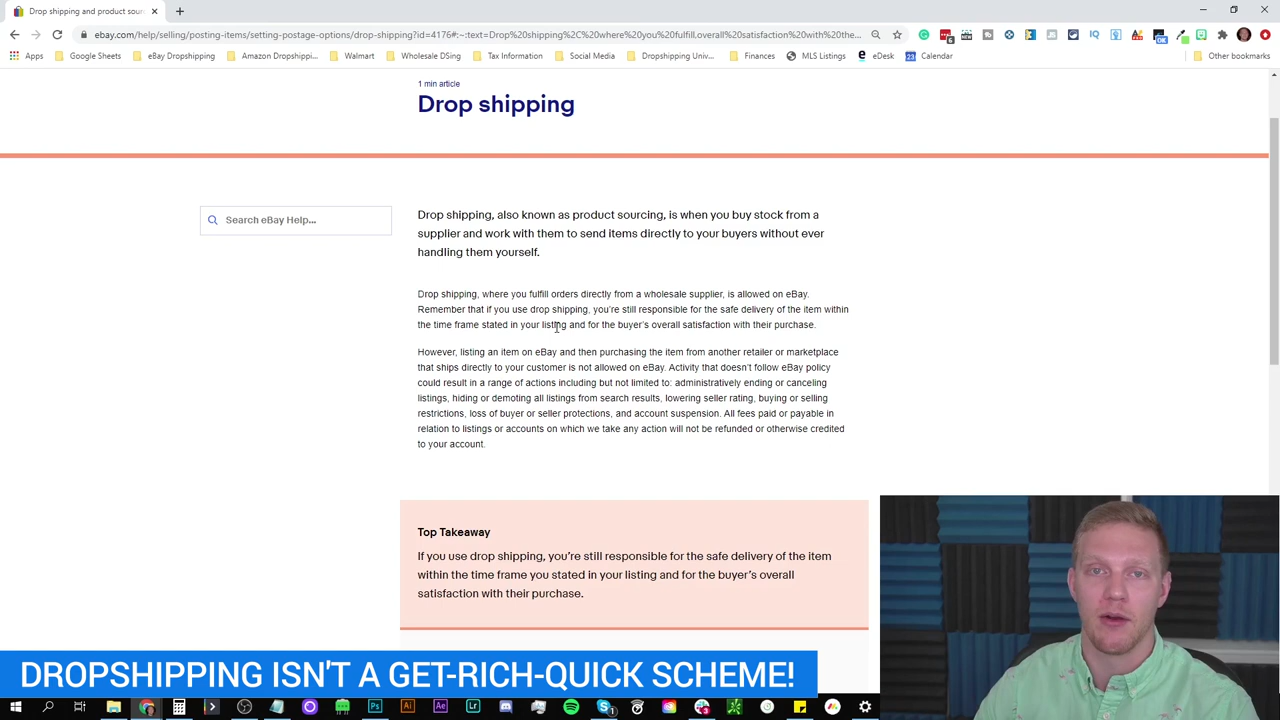 Drop shipping and product sour
ebay.com/help/selling/posting-items/setting-postage-options/drop-shipping?id=4176#:~:text=Drop%20shipping%2C%20where%20you%20fulfill,overall%20satisfaction%20with%20the...
Apps Google Sheets eBay Dropshipping Amazon Dropshippi... Walmart Wholesale DSing Tax Information Social Media Dropshipping Univ... Finances MLS Listings eDesk Calendar Other bookmarks
1 min article
Drop shipping
Search eBay Help...
Drop shipping, also known as product sourcing, is when you buy stock from a
supplier and work with them to send items directly to your buyers without ever
handling them yourself.
Drop shipping, where you fulfill orders directly from a wholesale supplier, is allowed on eBay.
Remember that if you use drop shipping, you're still responsible for the safe delivery of the item within
the time frame stated in your listing and for the buyer's overall satisfaction with their purchase.
However, listing an item on eBay and then purchasing the item from another retailer or marketplace
that ships directly to your customer is not allowed on eBay. Activity that doesn't follow eBay policy
could result in a range of actions including but not limited to: administratively ending or canceling
listings, hiding or demoting all listings from search results, lowering seller rating, buying or selling
restrictions, loss of buyer or seller protections, and account suspension. All fees paid or payable in
relation to listings or accounts on which we take any action will not be refunded or otherwise credited
to your account.
Top Takeaway
If you use drop shipping, you're still responsible for the safe delivery of the item
within the time frame you stated in your listing and for the buyer's overall
satisfaction with their purchase.
DROPSHIPPING ISN'T A GET-RICH-QUICK SCHEME!